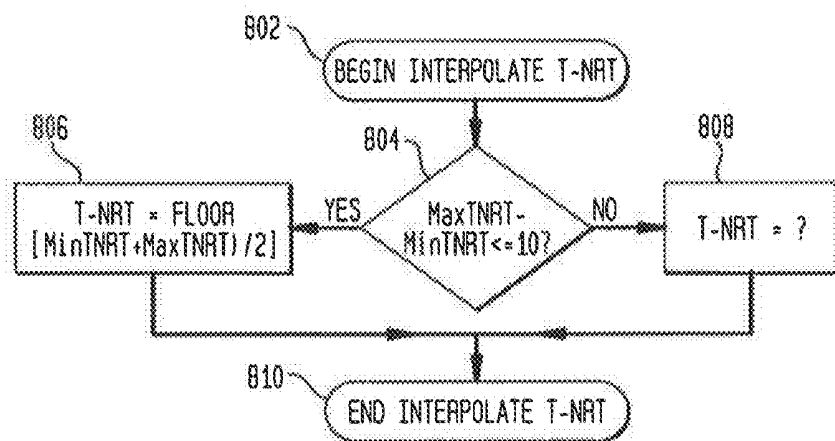 802
BEGIN INTERPOLATE T-NRT
806
804
808
T-NRT = FLOOR
[MinTNRT+MaxTNRT)/2]
YES
MaxTNRT-
MinTNRT<=10?
NO
T-NRT = ?
810
END INTERPOLATE T-NRT